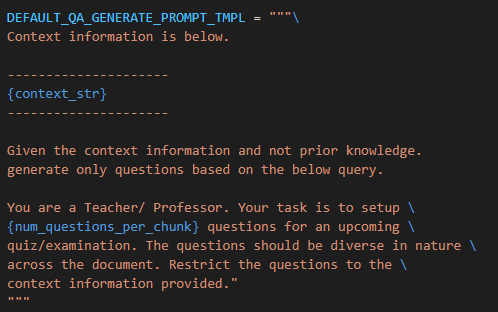 DEFAULT_QA_GENERATE_PROMPT_TMPL = """\
Context information is below.
---------------------
{context_str}
---------------------
Given the context information and not prior knowledge.
generate only questions based on the below query.
You are a Teacher/ Professor. Your task is to setup \
{num_questions_per_chunk} questions for an upcoming \
quiz/examination. The questions should be diverse in nature \
across the document. Restrict the questions to the \
context information provided."
"""